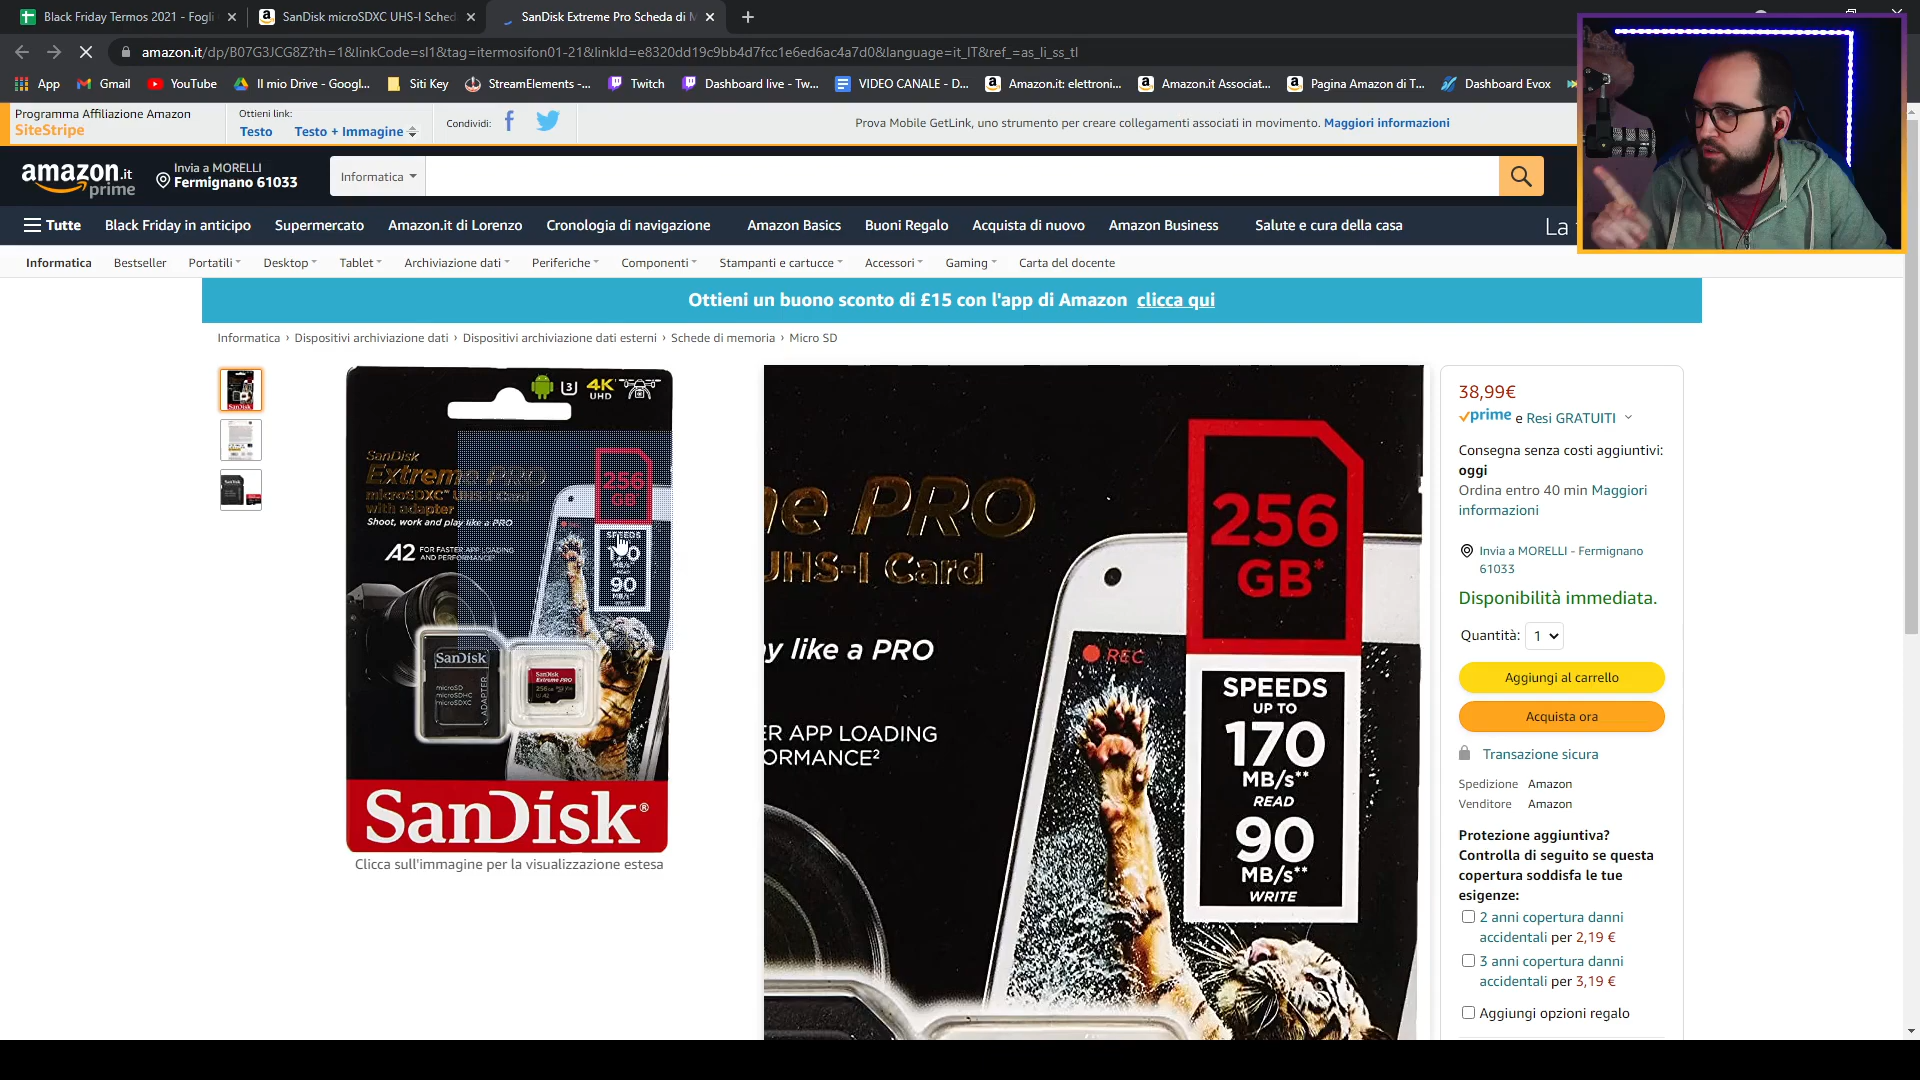 Black Friday Termos 2021 - Fogli
SanDisk microSDXC UHS-I Sched
SanDisk Extreme Pro Scheda di M
amazon.it/dp/B07G3JCG8Z?th=1&linkCode=sl1&tag=itermosifon01-21&linkId=e8320dd19c9bb4d7fcc1e6ed6ac4a7d0&language=it_IT&ref_=as_li_ss_tl
App
Gmail
YouTube
Il mio Drive - Googl...
Siti Key
StreamElements -...
Twitch
Dashboard live - Tw...
VIDEO CANALE - D...
Amazon.it: elettroni...
Amazon.it Associat...
Pagina Amazon di T...
Dashboard Evox
Programma Affiliazione Amazon
SiteStripe
Ottieni link:
Testo
Testo + Immagine
Condividi:
Prova Mobile GetLink, uno strumento per creare collegamenti associati in movimento. Maggiori informazioni
amazon.it
prime
Invia a MORELLI
Fermignano 61033
Informatica
Tutte
Black Friday in anticipo
Supermercato
Amazon.it di Lorenzo
Cronologia di navigazione
Amazon Basics
Buoni Regalo
Acquista di nuovo
Amazon Business
Salute e cura della casa
La
Informatica
Bestseller
Portatili
Desktop
Tablet
Archiviazione dati
Periferiche
Componenti
Stampanti e cartucce
Accessori
Gaming
Carta del docente
Ottieni un buono sconto di £15 con l'app di Amazon clicca qui
Informatica › Dispositivi archiviazione dati › Dispositivi archiviazione dati esterni › Schede di memoria › Micro SD
U3
4K
UHD
SanDisk
Extreme PRO
microSDXC™ UHS-I Card
with adapter
Shoot, work and play like a PRO
A2 FOR FASTER APP LOADING
AND PERFORMANCE²
256
GB
SPEEDS
170
MB/s
READ
90
MB/s
WRITE
SanDisk
microSD
microSDHC
microSDXC
ADAPTER
SanDisk
Extreme PRO
256
SanDisk®
Clicca sull'immagine per la visualizzazione estesa
ne PRO
UHS-I Card
ay like a PRO
ER APP LOADING
ORMANCE²
REC
256
GB*
SPEEDS
UP TO
170
MB/s**
READ
90
MB/s**
WRITE
38,99€
prime e Resi GRATUITI
Consegna senza costi aggiuntivi:
oggi
Ordina entro 40 min Maggiori
informazioni
Invia a MORELLI - Fermignano
61033
Disponibilità immediata.
Quantità: 1
Aggiungi al carrello
Acquista ora
Transazione sicura
Spedizione Amazon
Venditore Amazon
Protezione aggiuntiva?
Controlla di seguito se questa
copertura soddisfa le tue
esigenze:
2 anni copertura danni
accidentali per 2,19 €
3 anni copertura danni
accidentali per 3,19 €
Aggiungi opzioni regalo